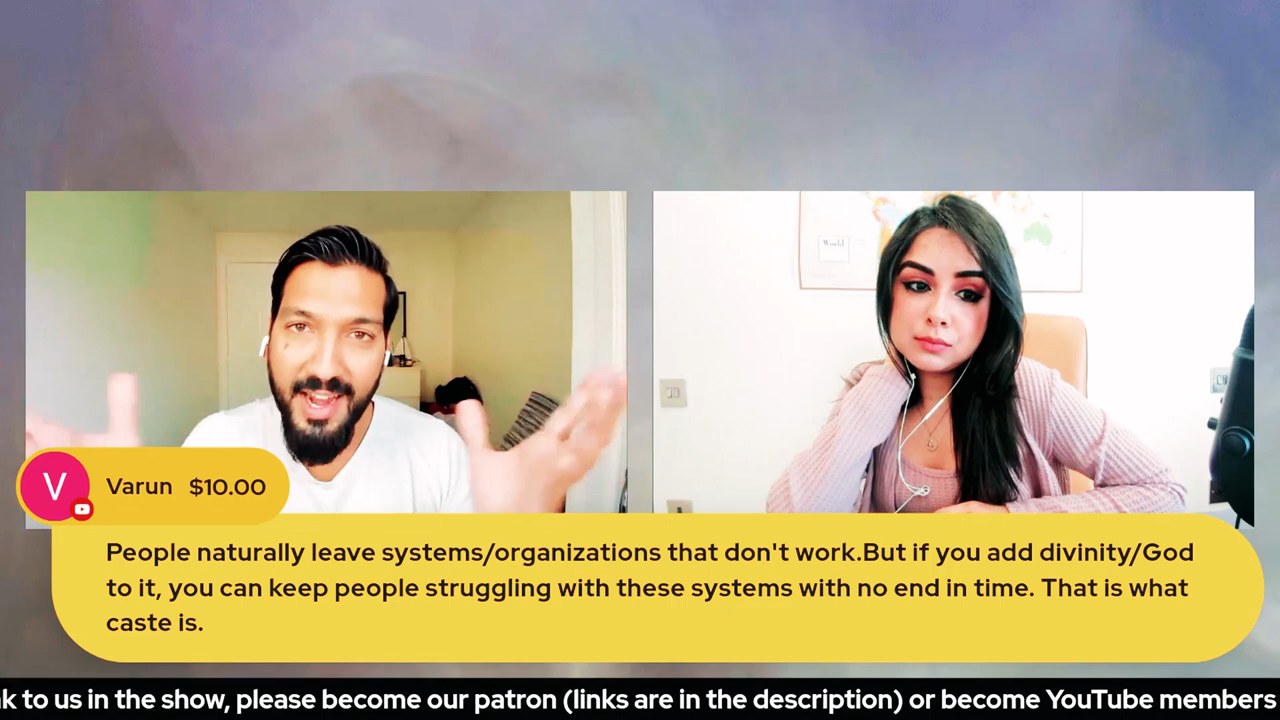 World
V
Varun $10.00
People naturally leave systems/organizations that don't work.But if you add divinity/God
to it, you can keep people struggling with these systems with no end in time. That is what
caste is.
k to us in the show, please become our patron (links are in the description) or become YouTube members